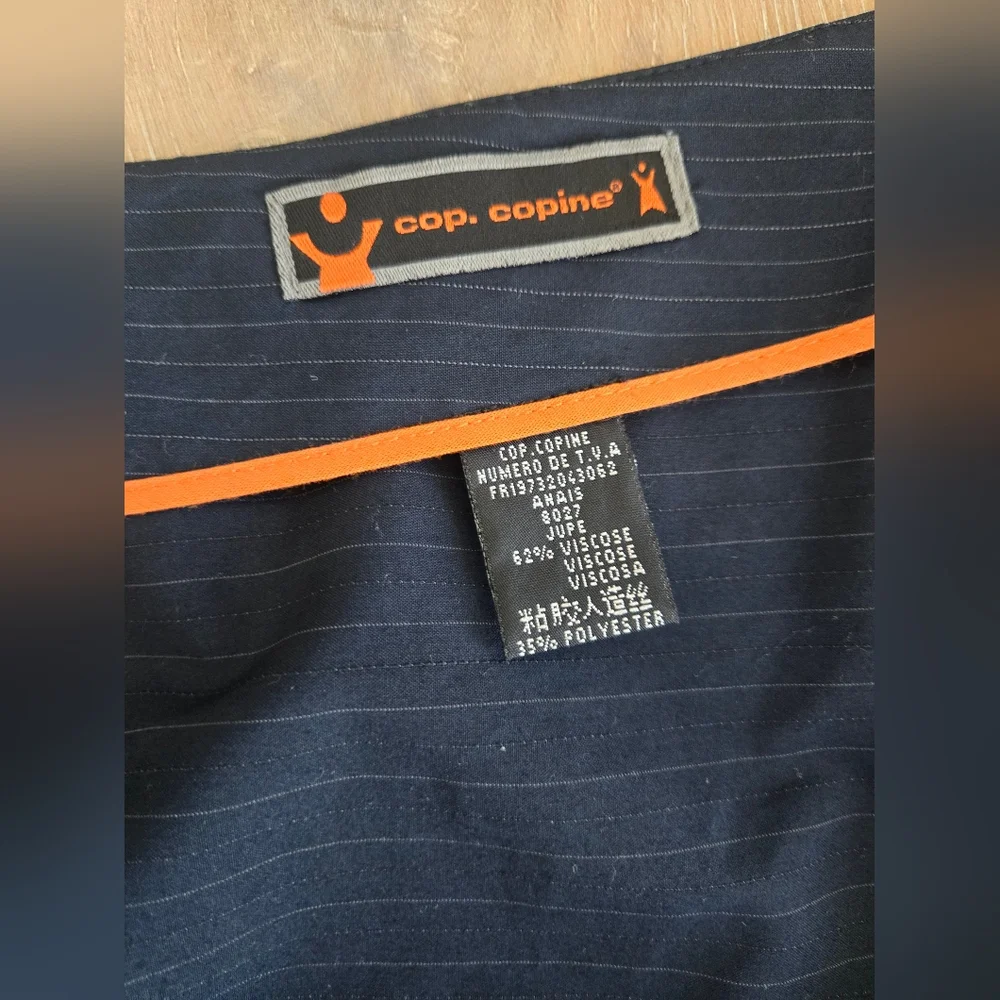 cop. copine®
COP.COPINE
NUMERO DE T.V.A
FR19732043062
ANAIS
8027
JUPE
62% VISCOSE
VISCOSE
VISCOSA
粘胶人造丝
35% POLYESTER